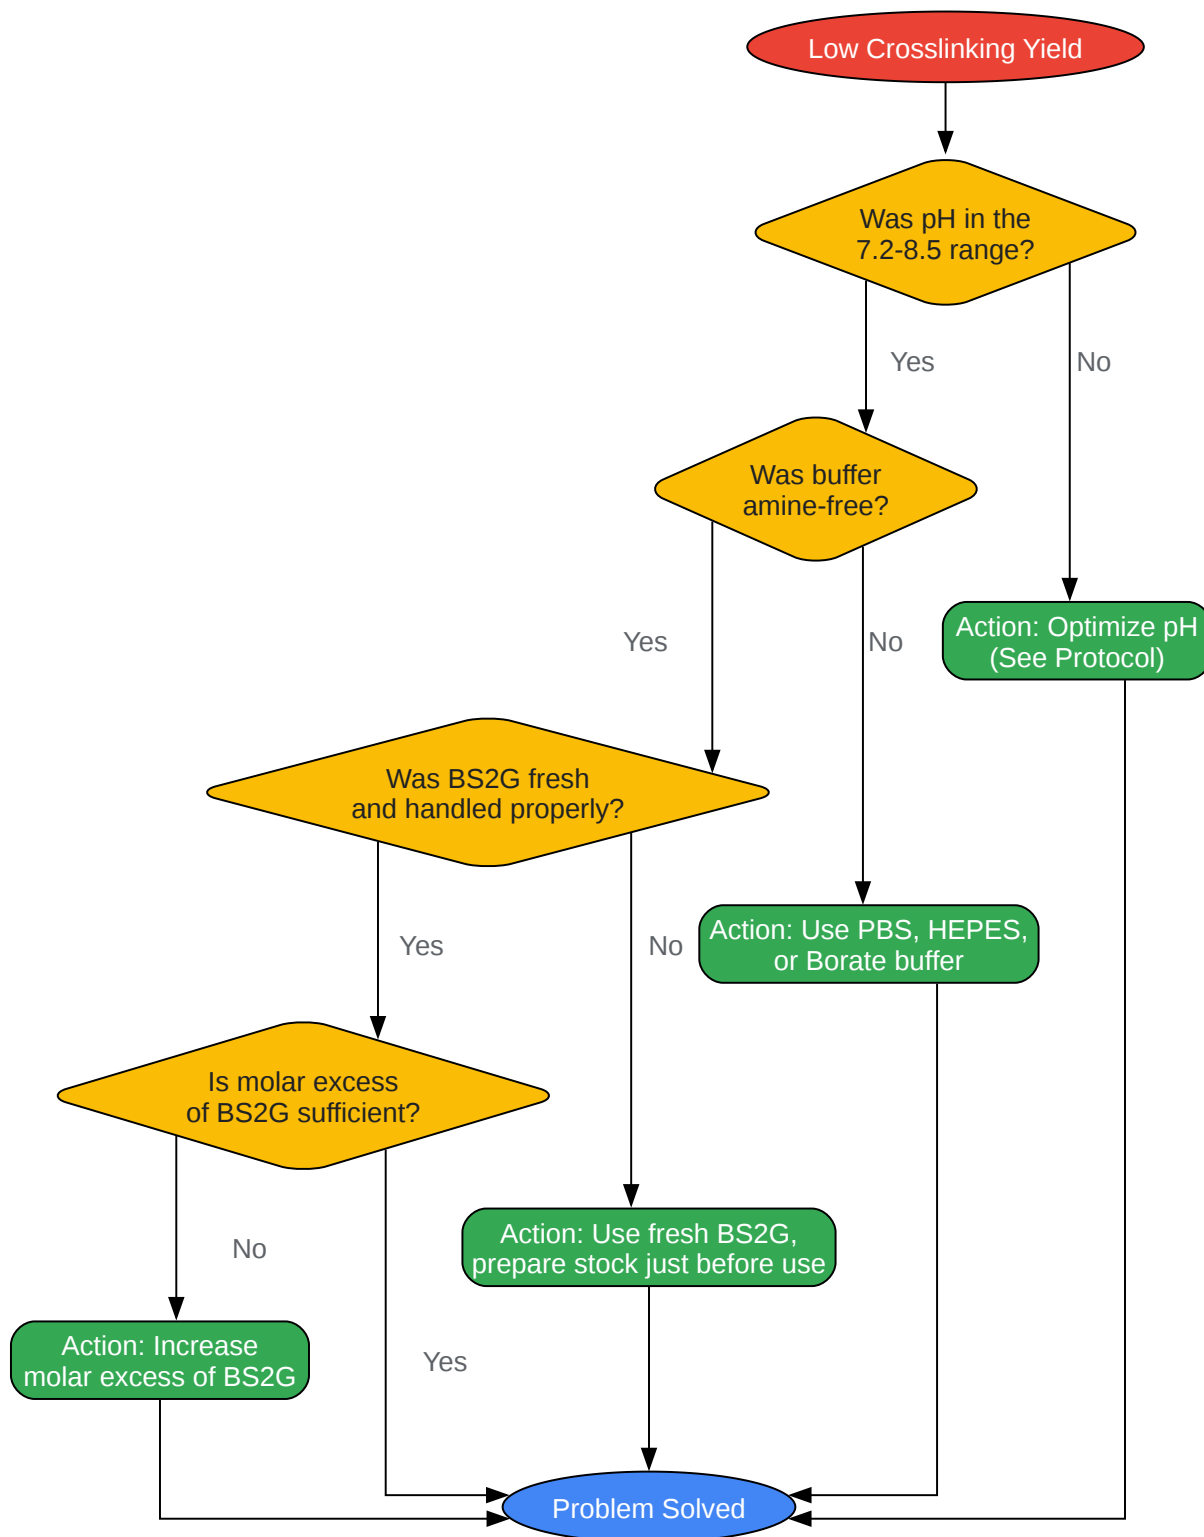 Low Crosslinking Yield
Was pH in the
7.2-8.5 range?
Yes
No
Was buffer
amine-free?
Yes
No
Action: Optimize pH
(See Protocol)
Was BS2G fresh
and handled properly?
Yes
No
Action: Use PBS, HEPES,
or Borate buffer
Is molar excess
of BS2G sufficient?
No
Yes
Action: Use fresh BS2G,
prepare stock just before use
Action: Increase
molar excess of BS2G
Problem Solved